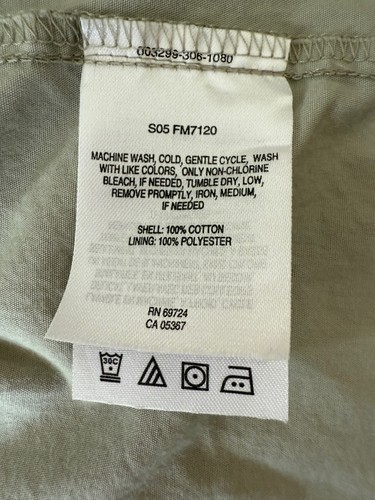 003299-306-1080
S05 FM7120
MACHINE WASH, COLD, GENTLE CYCLE, WASH
WITH LIKE COLORS, ONLY NON-CHLORINE
BLEACH, IF NEEDED, TUMBLE DRY, LOW,
REMOVE PROMPTLY, IRON, MEDIUM,
IF NEEDED
SHELL: 100% COTTON
LINING: 100% POLYESTER
RN 69724
CA 05367
30C